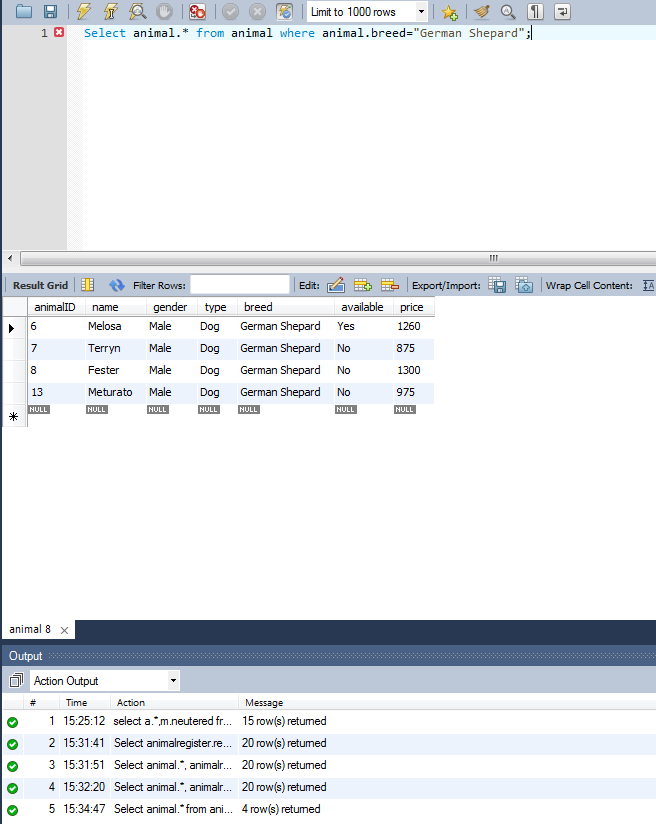 Limit to 1000 rows
1 Select animal.* from animal where animal.breed="German Shepard";
Result Grid Filter Rows: Edit: Export/Import: Wrap Cell Content:
animalID name gender type breed available price
6 Melosa Male Dog German Shepard Yes 1260
7 Terryn Male Dog German Shepard No 875
8 Fester Male Dog German Shepard No 1300
13 Meturato Male Dog German Shepard No 975
NULL NULL NULL NULL NULL NULL NULL
animal 8
Output
Action Output
# Time Action Message
1 15:25:12 select a.*,m.neutered fr... 15 row(s) returned
2 15:31:41 Select animalregister.re... 20 row(s) returned
3 15:31:51 Select animal.*, animalr... 20 row(s) returned
4 15:32:20 Select animal.*, animalr... 20 row(s) returned
5 15:34:47 Select animal.* from ani... 4 row(s) returned